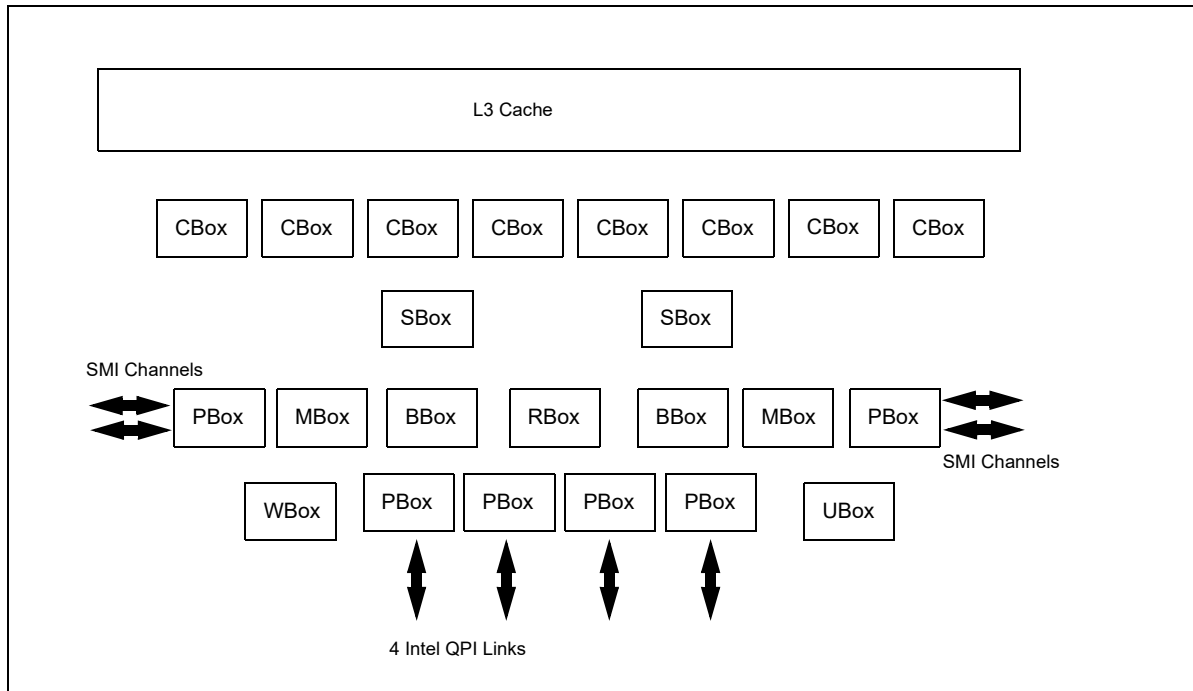 L3 Cache
CBox CBox CBox CBox CBox CBox CBox CBox
SBox SBox
SMI Channels
PBox MBox BBox RBox BBox MBox PBox
SMI Channels
WBox PBox PBox PBox PBox UBox
4 Intel QPI Links